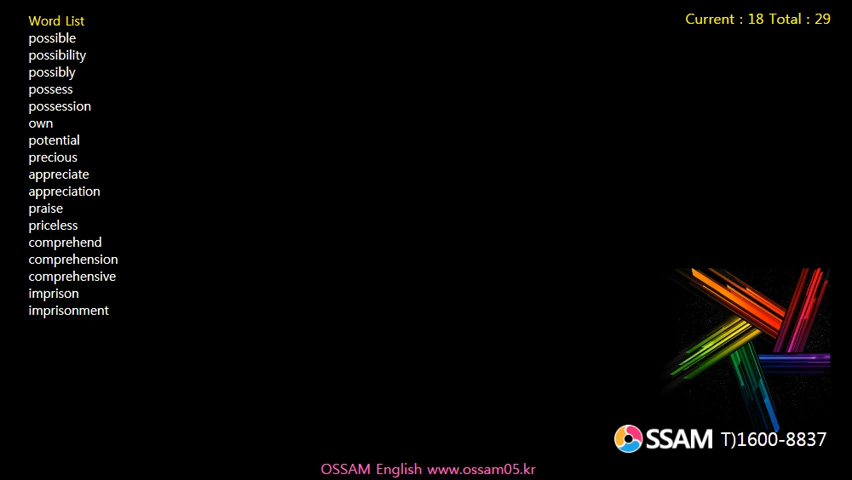 Word List
Current : 18 Total : 29
possible
possibility
possibly
possess
possession
own
potential
precious
appreciate
appreciation
praise
priceless
comprehend
comprehension
comprehensive
imprison
imprisonment
OSSAM T)1600-8837
OSSAM English www.ossam05.kr